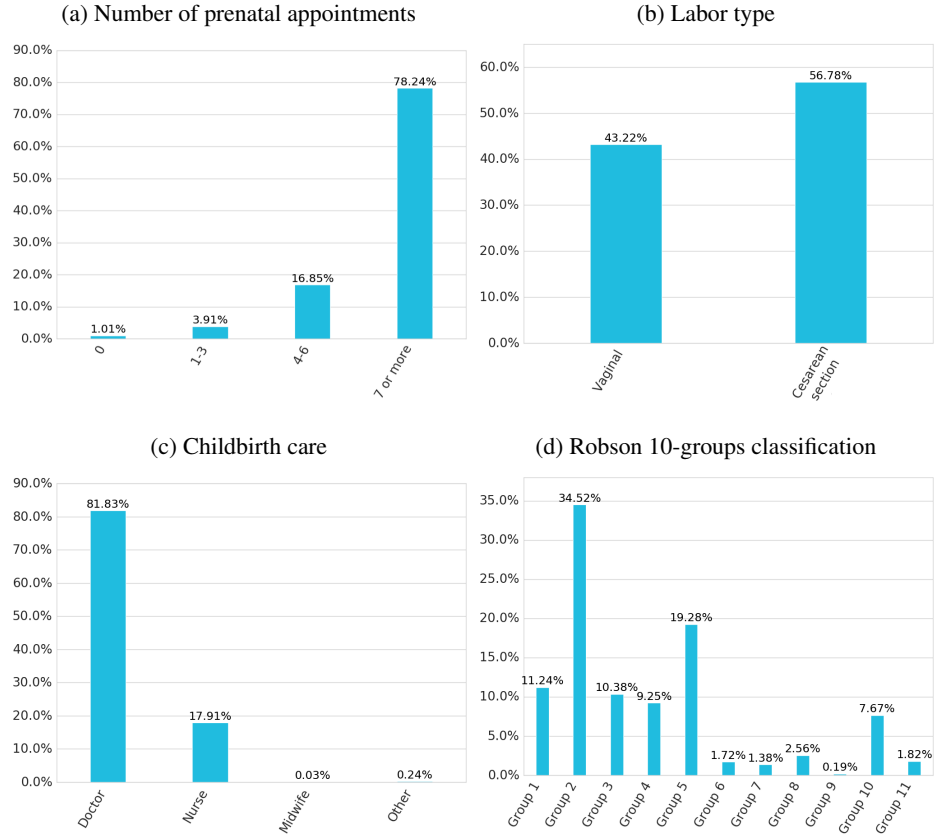 (a) Number of prenatal appointments
90.0%
80.0%
70.0%
60.0%
50.0%
40.0%
30.0%
20.0%
10.0%
0.0%
1.01%
3.91%
16.85%
78.24%
0
1-3
4-6
7 or more
(b) Labor type
60.0%
50.0%
40.0%
30.0%
20.0%
10.0%
0.0%
43.22%
56.78%
Vaginal
Cesarean
section
(c) Childbirth care
90.0%
80.0%
70.0%
60.0%
50.0%
40.0%
30.0%
20.0%
10.0%
0.0%
81.83%
17.91%
0.03%
0.24%
Doctor
Nurse
Midwife
Other
(d) Robson 10-groups classification
35.0%
30.0%
25.0%
20.0%
15.0%
10.0%
5.0%
0.0%
11.24%
34.52%
10.38%
9.25%
19.28%
1.72%
1.38%
2.56%
0.19%
7.67%
1.82%
Group 1
Group 2
Group 3
Group 4
Group 5
Group 6
Group 7
Group 8
Group 9
Group 10
Group 11